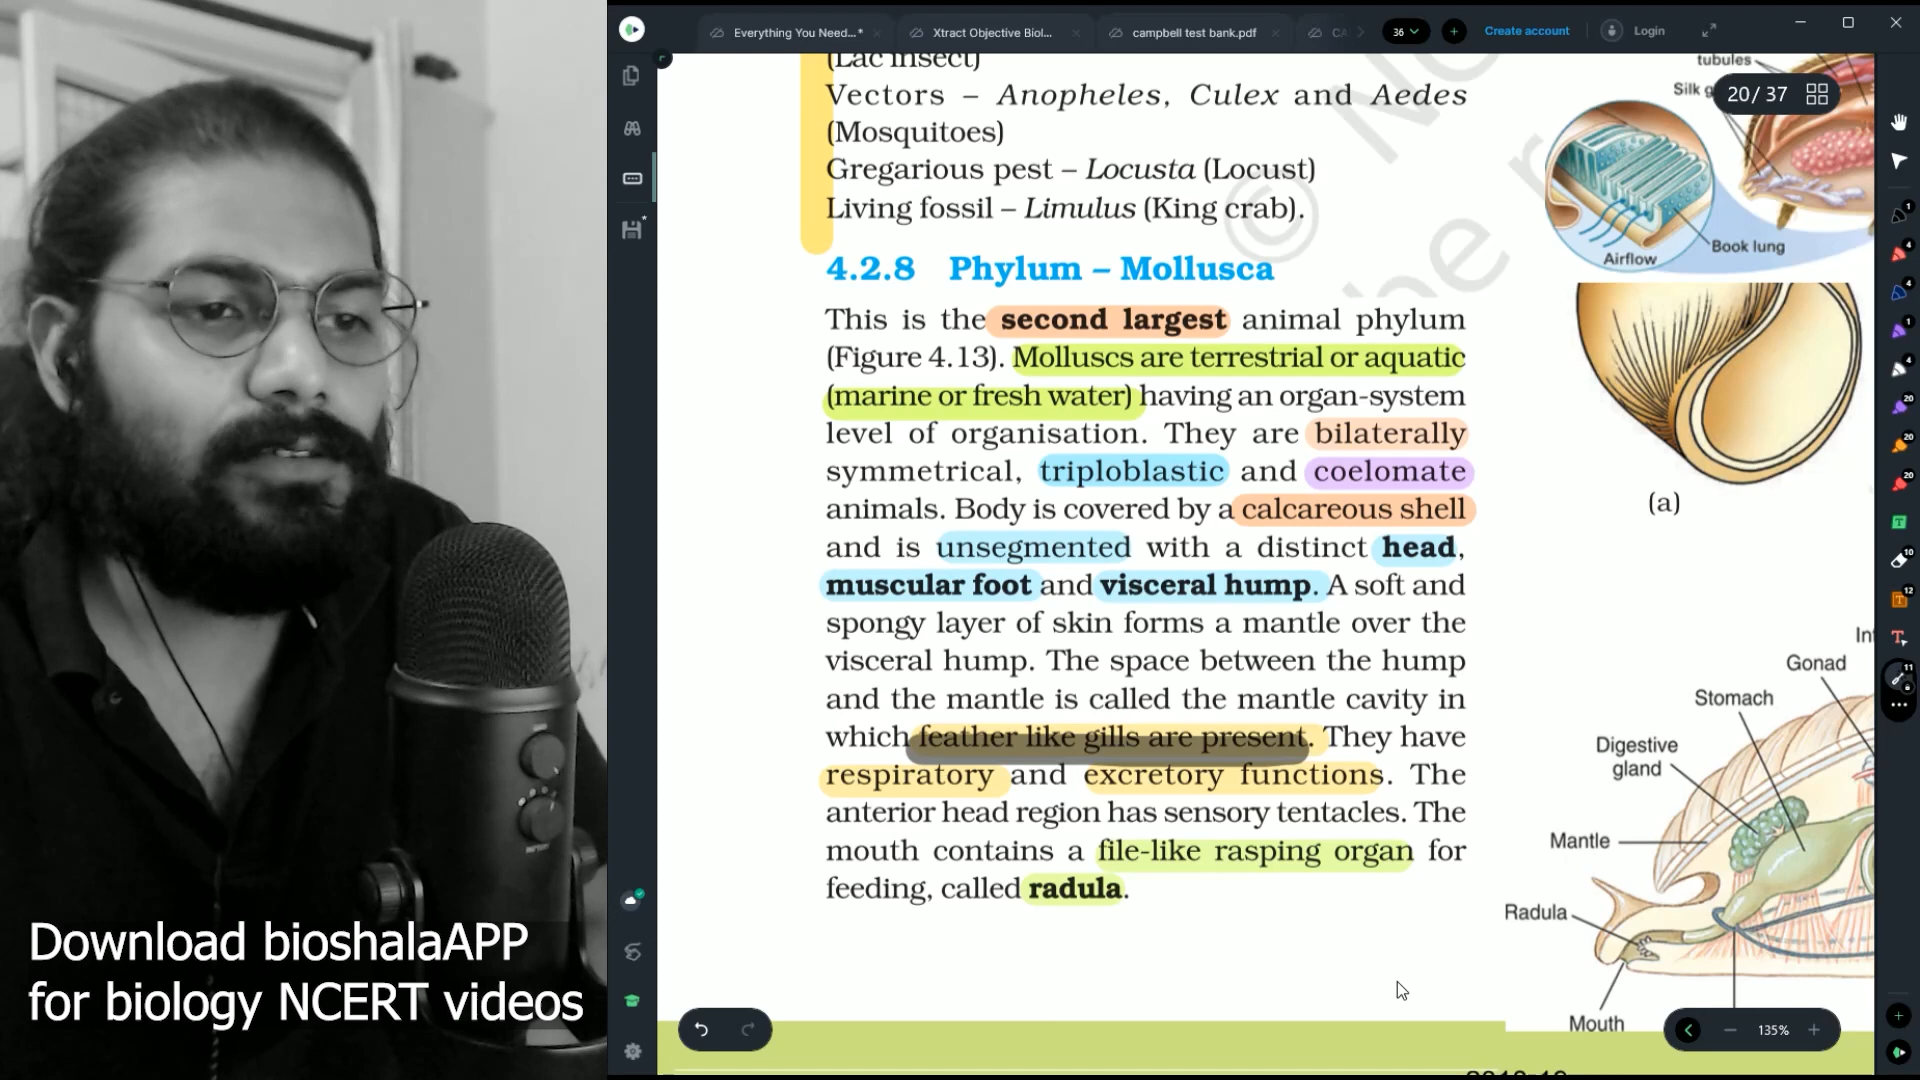 Everything You Need...*
Xtract Objective Biol...
campbell test bank.pdf
36
Create account
Login
20/ 37
(Lac insect)
Vectors – Anopheles, Culex and Aedes
(Mosquitoes)
Gregarious pest – Locusta (Locust)
Living fossil – Limulus (King crab).
4.2.8 Phylum – Mollusca
This is the second largest animal phylum
(Figure 4.13). Molluscs are terrestrial or aquatic
(marine or fresh water) having an organ-system
level of organisation. They are bilaterally
symmetrical, triploblastic and coelomate
animals. Body is covered by a calcareous shell
and is unsegmented with a distinct head,
muscular foot and visceral hump. A soft and
spongy layer of skin forms a mantle over the
visceral hump. The space between the hump
and the mantle is called the mantle cavity in
which feather like gills are present. They have
respiratory and excretory functions. The
anterior head region has sensory tentacles. The
mouth contains a file-like rasping organ for
feeding, called radula.
tubules
Silk
Book lung
Airflow
(a)
Gonad
Stomach
Digestive
gland
Mantle
Radula
Mouth
135%
Download bioshalaAPP
for biology NCERT videos